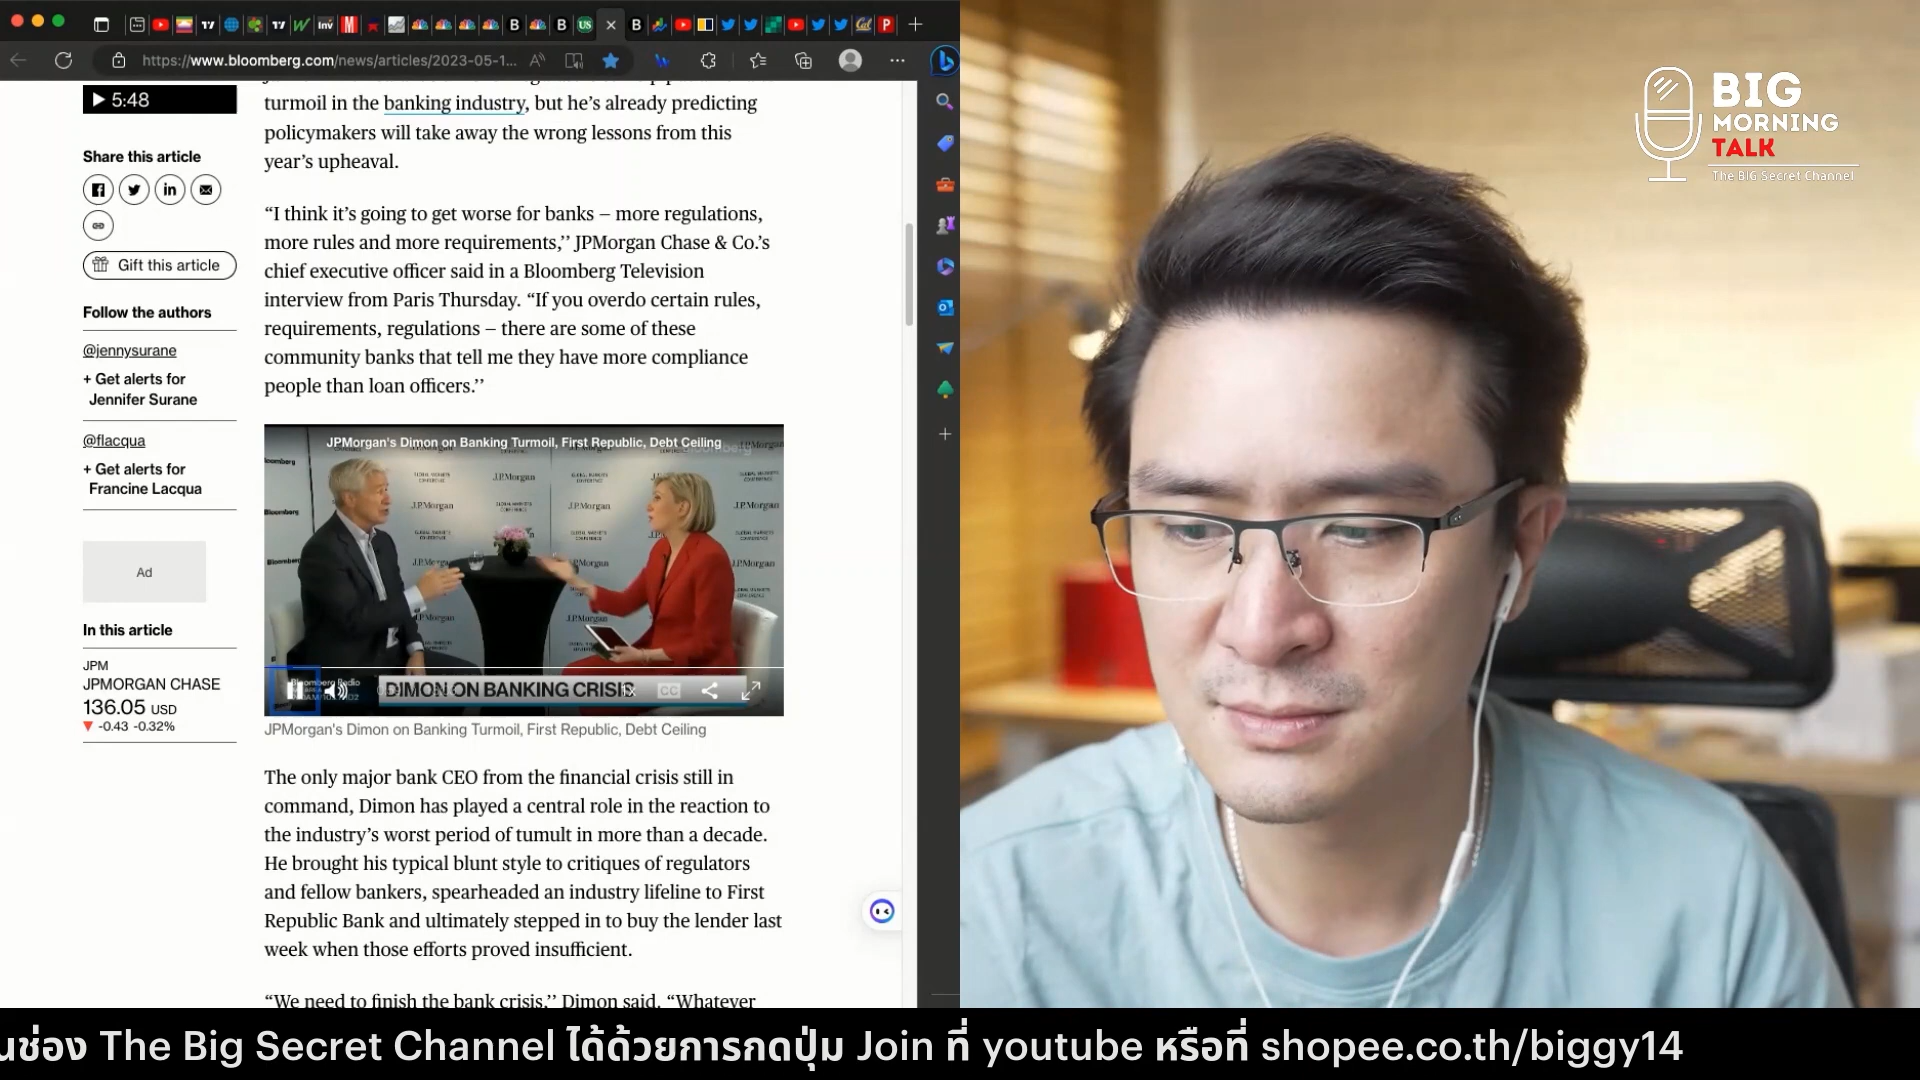 https://www.bloomberg.com/news/articles/2023-05-1...
5:48
Share this article
Gift this article
Follow the authors
@jennysurane
+ Get alerts for
Jennifer Surane
@flacqua
+ Get alerts for
Francine Lacqua
Ad
In this article
JPM
JPMORGAN CHASE
136.05 USD
-0.43 -0.32%
turmoil in the banking industry, but he's already predicting
policymakers will take away the wrong lessons from this
year's upheaval.
“I think it's going to get worse for banks – more regulations,
more rules and more requirements,’’ JPMorgan Chase & Co.'s
chief executive officer said in a Bloomberg Television
interview from Paris Thursday. “If you overdo certain rules,
requirements, regulations – there are some of these
community banks that tell me they have more compliance
people than loan officers.’’
JPMorgan's Dimon on Banking Turmoil, First Republic, Debt Ceiling
J.P.Morgan
DIMON ON BANKING CRISIS
CC
JPMorgan's Dimon on Banking Turmoil, First Republic, Debt Ceiling
The only major bank CEO from the financial crisis still in
command, Dimon has played a central role in the reaction to
the industry's worst period of tumult in more than a decade.
He brought his typical blunt style to critiques of regulators
and fellow bankers, spearheaded an industry lifeline to First
Republic Bank and ultimately stepped in to buy the lender last
week when those efforts proved insufficient.
“We need to finish the bank crisis,’’ Dimon said. “Whatever
BIG
MORNING
TALK
The BIG Secret Channel
นช่อง The Big Secret Channel ได้ด้วยการกดปุ่ม Join ที่ youtube หรือที่ shopee.co.th/biggy14